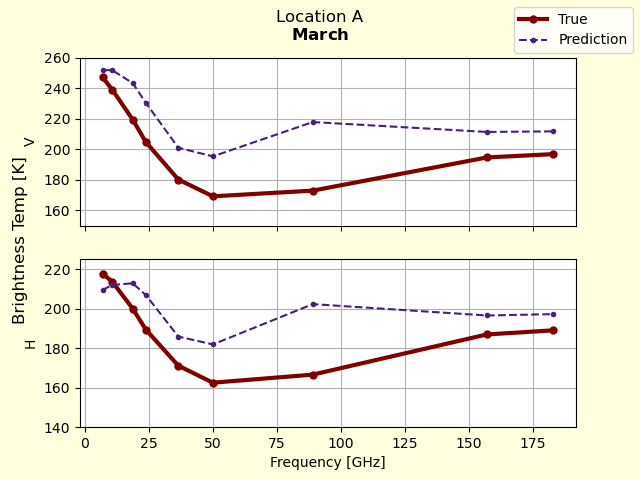 Location A
March
True
Prediction
260
240
220
200
180
160
V
Brightness Temp [K]
220
200
180
160
140
H
0 25 50 75 100 125 150 175
Frequency [GHz]